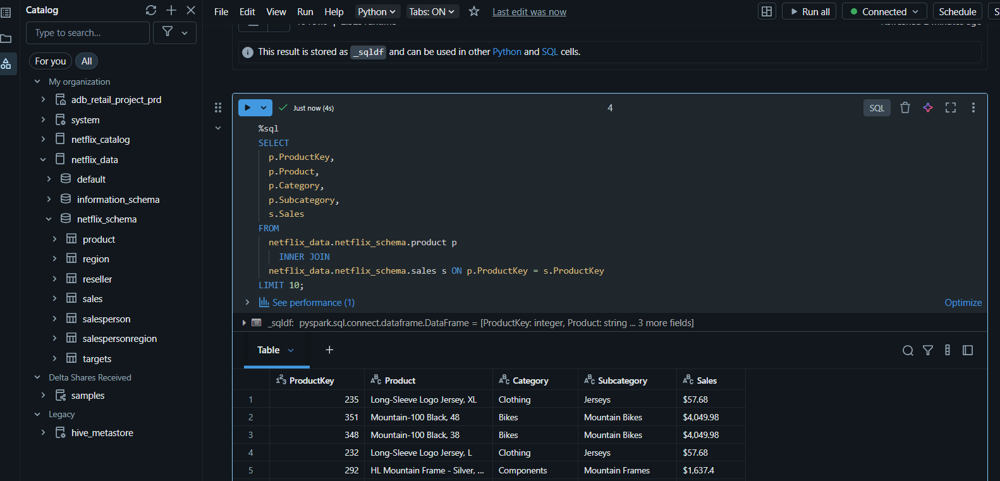 Catalog
File Edit View Run Help Python Tabs: ON Last edit was now
Run all Connected Schedule
Type to search...
For you All
My organization
adb_retail_project_prd
system
netflix_catalog
netflix_data
default
information_schema
netflix_schema
product
region
reseller
sales
salesperson
salespersonregion
targets
Delta Shares Received
samples
Legacy
hive_metastore
This result is stored as _sqldf and can be used in other Python and SQL cells.
Just now (4s) 4 SQL
%sql
SELECT
p.ProductKey,
p.Product,
p.Category,
p.Subcategory,
s.Sales
FROM
netflix_data.netflix_schema.product p
INNER JOIN
netflix_data.netflix_schema.sales s ON p.ProductKey = s.ProductKey
LIMIT 10;
See performance (1) Optimize
_sqldf: pyspark.sql.connect.dataframe.DataFrame = [ProductKey: integer, Product: string ... 3 more fields]
Table +
ProductKey Product Category Subcategory Sales
1 235 Long-Sleeve Logo Jersey, XL Clothing Jerseys $57.68
2 351 Mountain-100 Black, 48 Bikes Mountain Bikes $4,049.98
3 348 Mountain-100 Black, 38 Bikes Mountain Bikes $4,049.98
4 232 Long-Sleeve Logo Jersey, L Clothing Jerseys $57.68
5 292 HL Mountain Frame - Silver, ... Components Mountain Frames $1,637.4